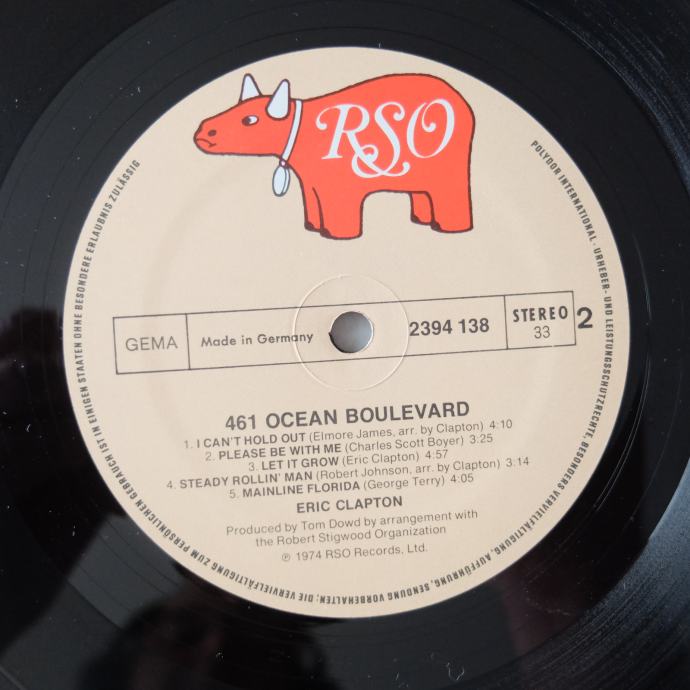 RSO
GEMA
Made in Germany
2394 138
STEREO
33
2
461 OCEAN BOULEVARD
1. I CAN'T HOLD OUT (Elmore James, arr. by Clapton) 4:10
2. PLEASE BE WITH ME (Charles Scott Boyer) 3:25
3. LET IT GROW (Eric Clapton) 4:57
4. STEADY ROLLIN' MAN (Robert Johnson, arr. by Clapton) 3:14
5. MAINLINE FLORIDA (George Terry) 4:05
ERIC CLAPTON
Produced by Tom Dowd by arrangement with
the Robert Stigwood Organization
℗ 1974 RSO Records, Ltd.
POLYDOR INTERNATIONAL · URHEBER- UND LEISTUNGSSCHUTZRECHTE, BESONDERS VERVIELFÄLTIGUNG, AUFFÜHRUNG, SENDUNG VORBEHALTEN; DIE VERVIELFÄLTIGUNG ZUM PERSÖNLICHEN GEBRAUCH IST IN EINIGEN STAATEN OHNE BESONDERE ERLAUBNIS ZULÄSSIG